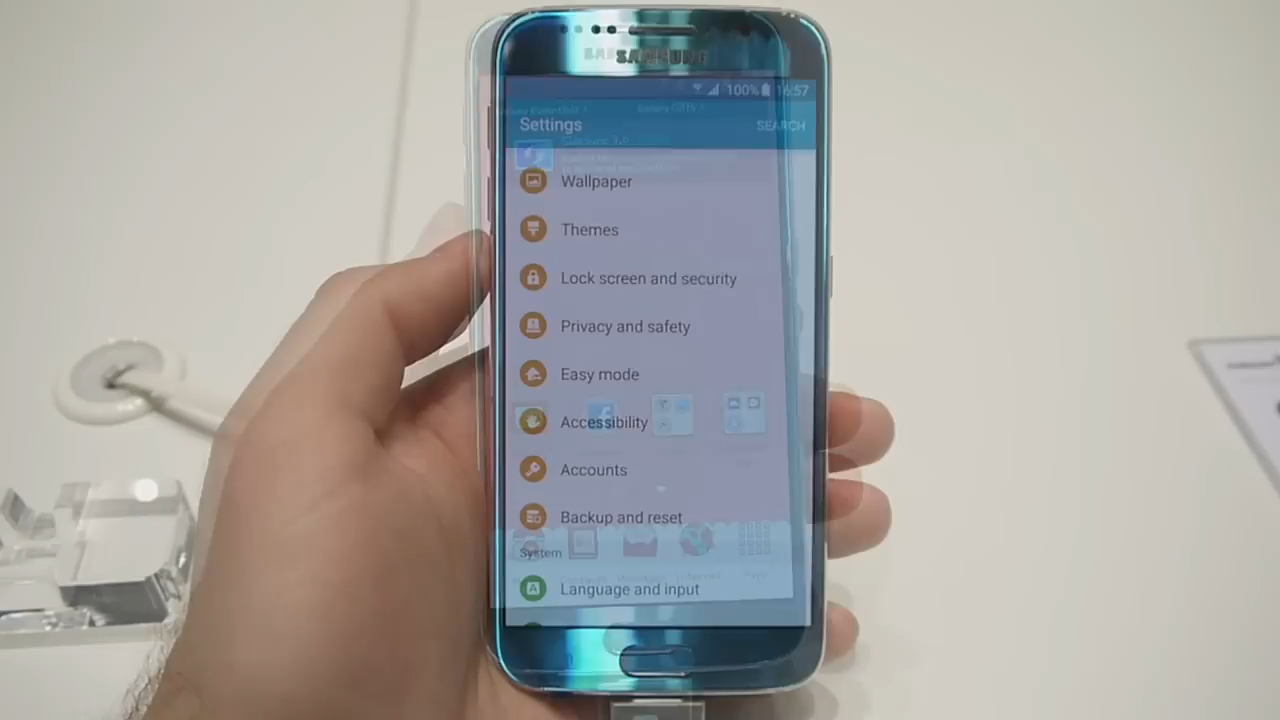 SAMSUNG
100% 16:57
Settings SEARCH
Wallpaper
Themes
Lock screen and security
Privacy and safety
Easy mode
Accessibility
Accounts
Backup and reset
System
Language and input